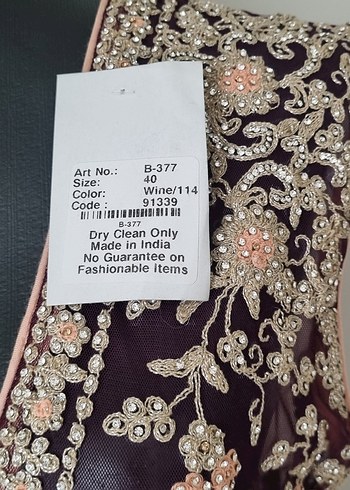 Art No.: B-377
Size: 40
Color: Wine/114
Code : 91339
B-377
Dry Clean Only
Made in India
No Guarantee on
Fashionable Items